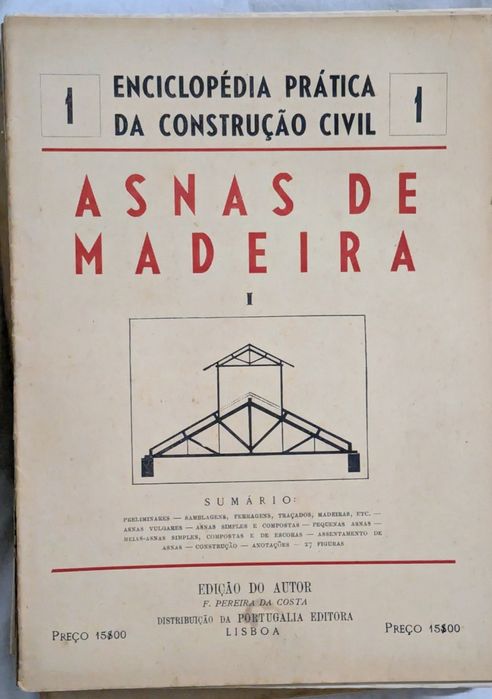 1 ENCICLOPÉDIA PRÁTICA 1
DA CONSTRUÇÃO CIVIL
ASNAS DE
MADEIRA
I
SUMÁRIO:
PRELIMINARES — SAMBLAGENS, FERRAGENS, TRAÇADOS, MADEIRAS, ETC. —
ASNAS VULGARES — ASNAS SIMPLES E COMPOSTAS — PEQUENAS ASNAS —
MEIAS-ASNAS SIMPLES, COMPOSTAS E DE ESCORAS — ASSENTAMENTO DE
ASNAS — CONSTRUÇÃO — ANOTAÇÕES — 27 FIGURAS
EDIÇÃO DO AUTOR
F. PEREIRA DA COSTA
DISTRIBUIÇÃO DA PORTUGALIA EDITORA
LISBOA
PREÇO 15$00 PREÇO 15$00